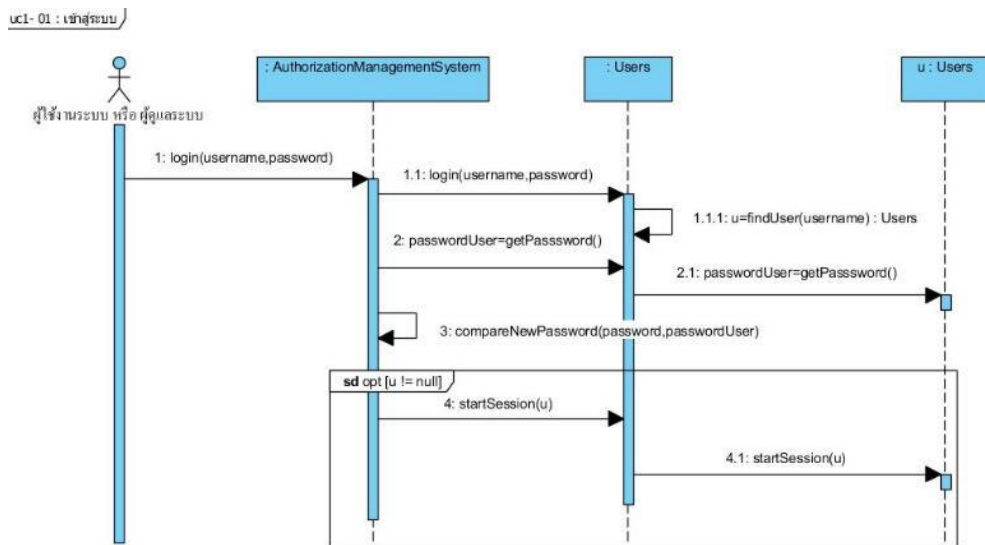 uc1- 01 : เข้าสู่ระบบ
: AuthorizationManagementSystem
: Users
u : Users
ผู้ใช้งานระบบ หรือ ผู้ดูแลระบบ
1: login(username,password)
1.1: login(username,password)
1.1.1: u=findUser(username) : Users
2: passwordUser=getPasssword()
2.1: passwordUser=getPasssword()
3: compareNewPassword(password,passwordUser)
sd opt [u != null]
4: startSession(u)
4.1: startSession(u)